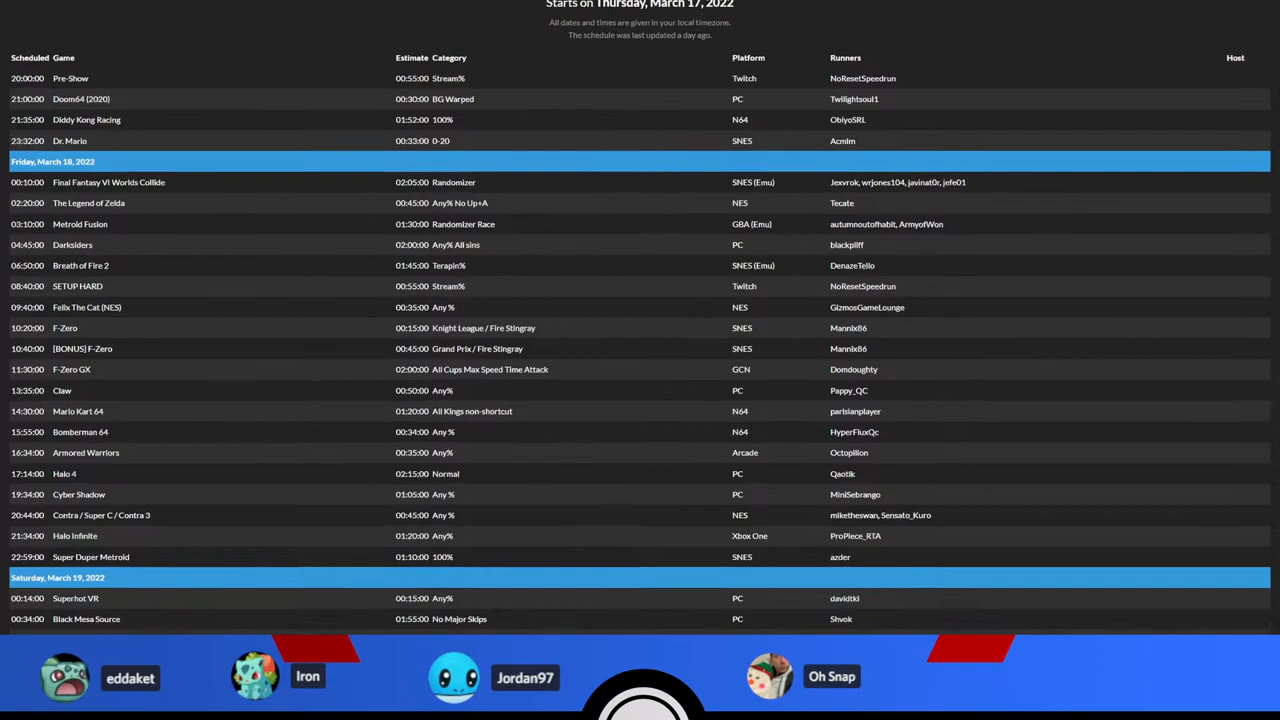 Starts on Thursday, March 17, 2022
All dates and times are given in your local timezone.
The schedule was last updated a day ago.
Scheduled Game Estimate Category Platform Runners Host
20:00:00 Pre-Show 00:55:00 Stream% Twitch NoResetSpeedrun
21:00:00 Doom64 (2020) 00:30:00 BG Warped PC Twilightsoul1
21:35:00 Diddy Kong Racing 01:52:00 100% N64 ObiyoSRL
23:32:00 Dr. Mario 00:33:00 0-20 SNES Acmlm
Friday, March 18, 2022
00:10:00 Final Fantasy VI Worlds Collide 02:05:00 Randomizer SNES (Emu) Jexvrok, wrjones104, javinat0r, jefe01
02:20:00 The Legend of Zelda 00:45:00 Any% No Up+A NES Tecate
03:10:00 Metroid Fusion 01:30:00 Randomizer Race GBA (Emu) autumnoutofhabit, ArmyofWon
04:45:00 Darksiders 02:00:00 Any% All sins PC blackpliff
06:50:00 Breath of Fire 2 01:45:00 Terapin% SNES (Emu) DenazeTello
08:40:00 SETUP HARD 00:55:00 Stream% Twitch NoResetSpeedrun
09:40:00 Felix The Cat (NES) 00:35:00 Any % NES GizmosGameLounge
10:20:00 F-Zero 00:15:00 Knight League / Fire Stingray SNES Mannix86
10:40:00 [BONUS] F-Zero 00:45:00 Grand Prix / Fire Stingray SNES Mannix86
11:30:00 F-Zero GX 02:00:00 All Cups Max Speed Time Attack GCN Domdoughty
13:35:00 Claw 00:50:00 Any% PC Pappy_QC
14:30:00 Mario Kart 64 01:20:00 All Kings non-shortcut N64 parisianplayer
15:55:00 Bomberman 64 00:34:00 Any % N64 HyperFluxQc
16:34:00 Armored Warriors 00:35:00 Any% Arcade Octopilion
17:14:00 Halo 4 02:15:00 Normal PC Qaotik
19:34:00 Cyber Shadow 01:05:00 Any % PC MiniSebrango
20:44:00 Contra / Super C / Contra 3 00:45:00 Any % NES miketheswan, Sensato_Kuro
21:34:00 Halo Infinite 01:20:00 Any% Xbox One ProPiece_RTA
22:59:00 Super Duper Metroid 01:10:00 100% SNES azder
Saturday, March 19, 2022
00:14:00 Superhot VR 00:15:00 Any% PC davidtki
00:34:00 Black Mesa Source 01:55:00 No Major Skips PC Shvok
eddaket Iron Jordan97 Oh Snap